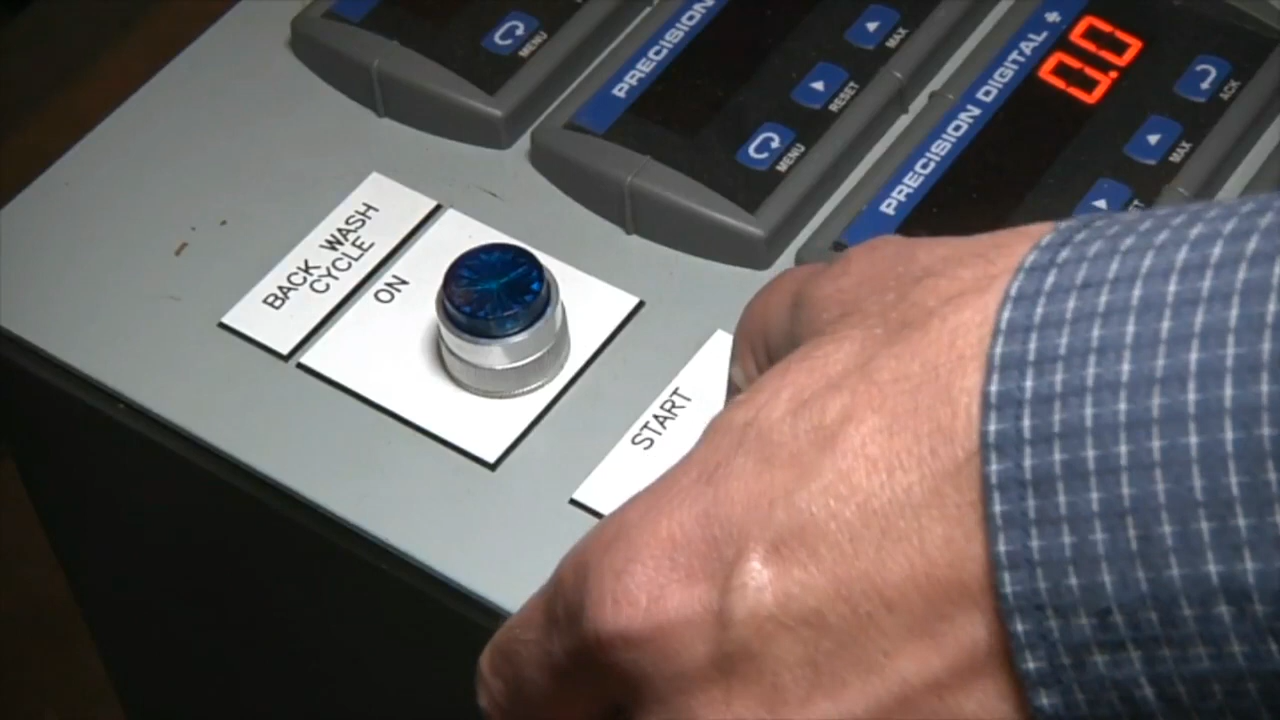 MENU
PRECISION
MAX
RESET
MENU
PRECISION DIGITAL
0.0
ACK
MAX
BACK WASH
CYCLE
ON
START